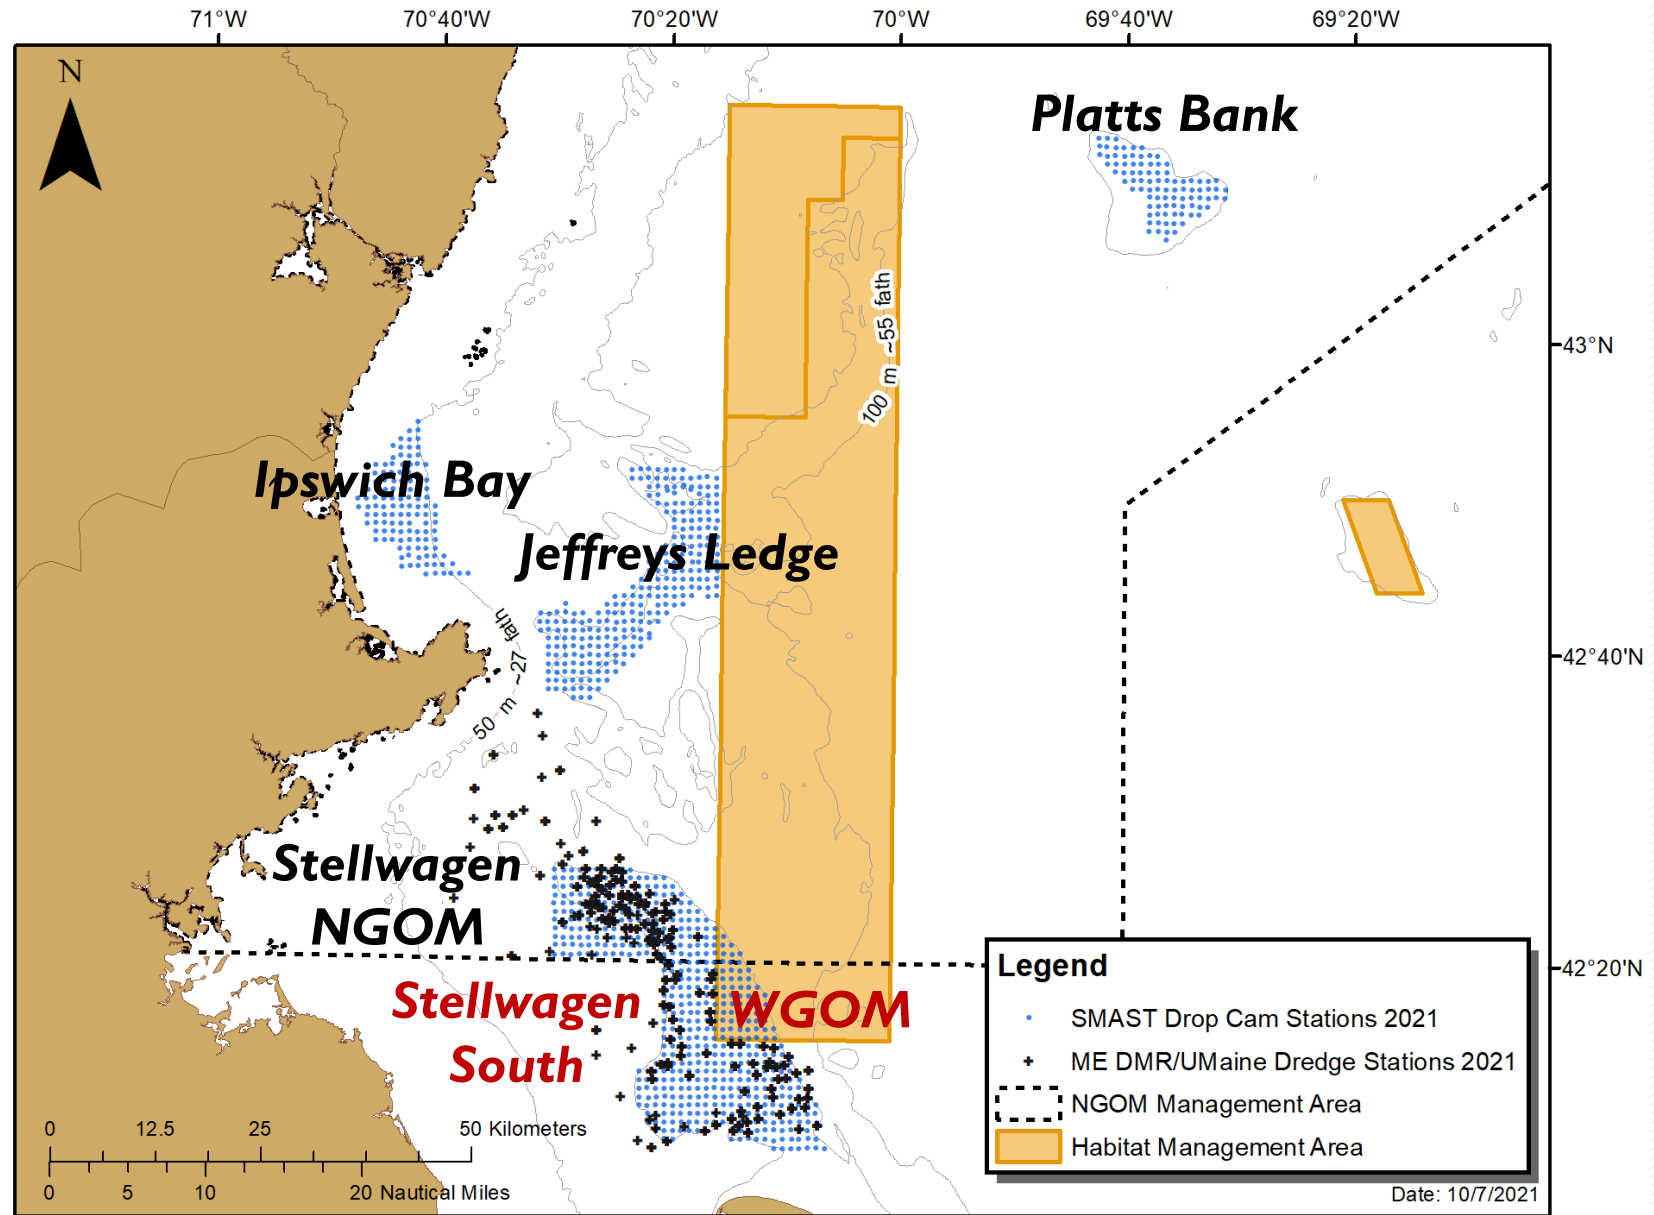 71°W 70°40'W 70°20'W 70°W 69°40'W 69°20'W
N
Platts Bank
100 m ~55 fath
43°N
Ipswich Bay
Jeffreys Ledge
50 m ~27 fath
42°40'N
Stellwagen
NGOM
42°20'N
Stellwagen
South
WGOM
Legend
SMAST Drop Cam Stations 2021
ME DMR/UMaine Dredge Stations 2021
NGOM Management Area
Habitat Management Area
0 12.5 25 50 Kilometers
0 5 10 20 Nautical Miles
Date: 10/7/2021